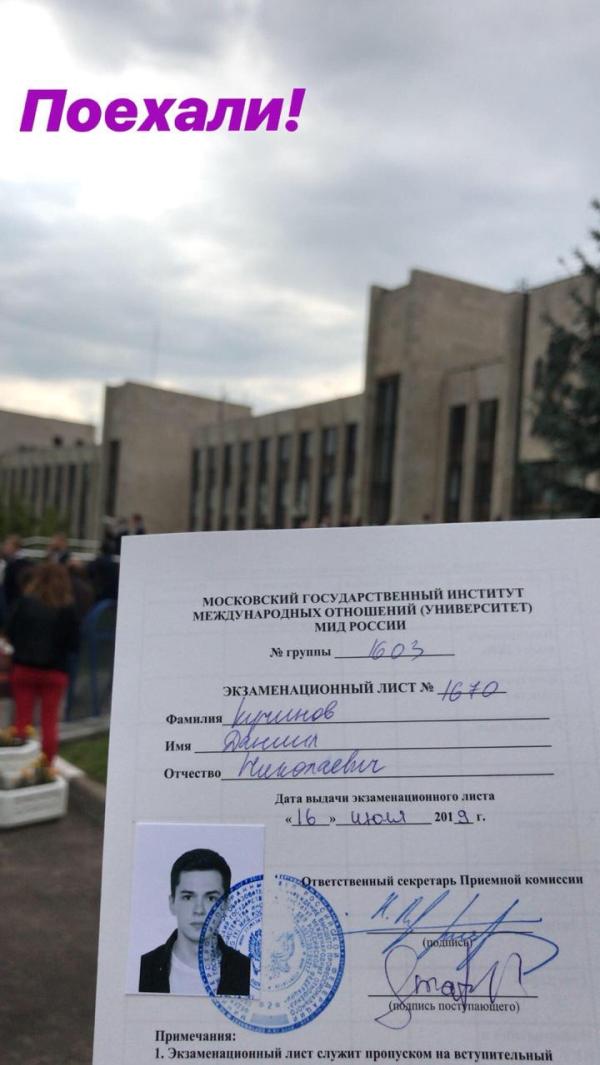 Поехали!
МОСКОВСКИЙ ГОСУДАРСТВЕННЫЙ ИНСТИТУТ
МЕЖДУНАРОДНЫХ ОТНОШЕНИЙ (УНИВЕРСИТЕТ)
МИД РОССИИ
№ группы 1603
ЭКЗАМЕНАЦИОННЫЙ ЛИСТ № 1670
Фамилия
Имя Даниил
Отчество Николаевич
Дата выдачи экзаменационного листа
«16» июля 2019 г.
Ответственный секретарь Приемной комиссии
(подпись)
(подпись поступающего)
Примечания:
1. Экзаменационный лист служит пропуском на вступительный